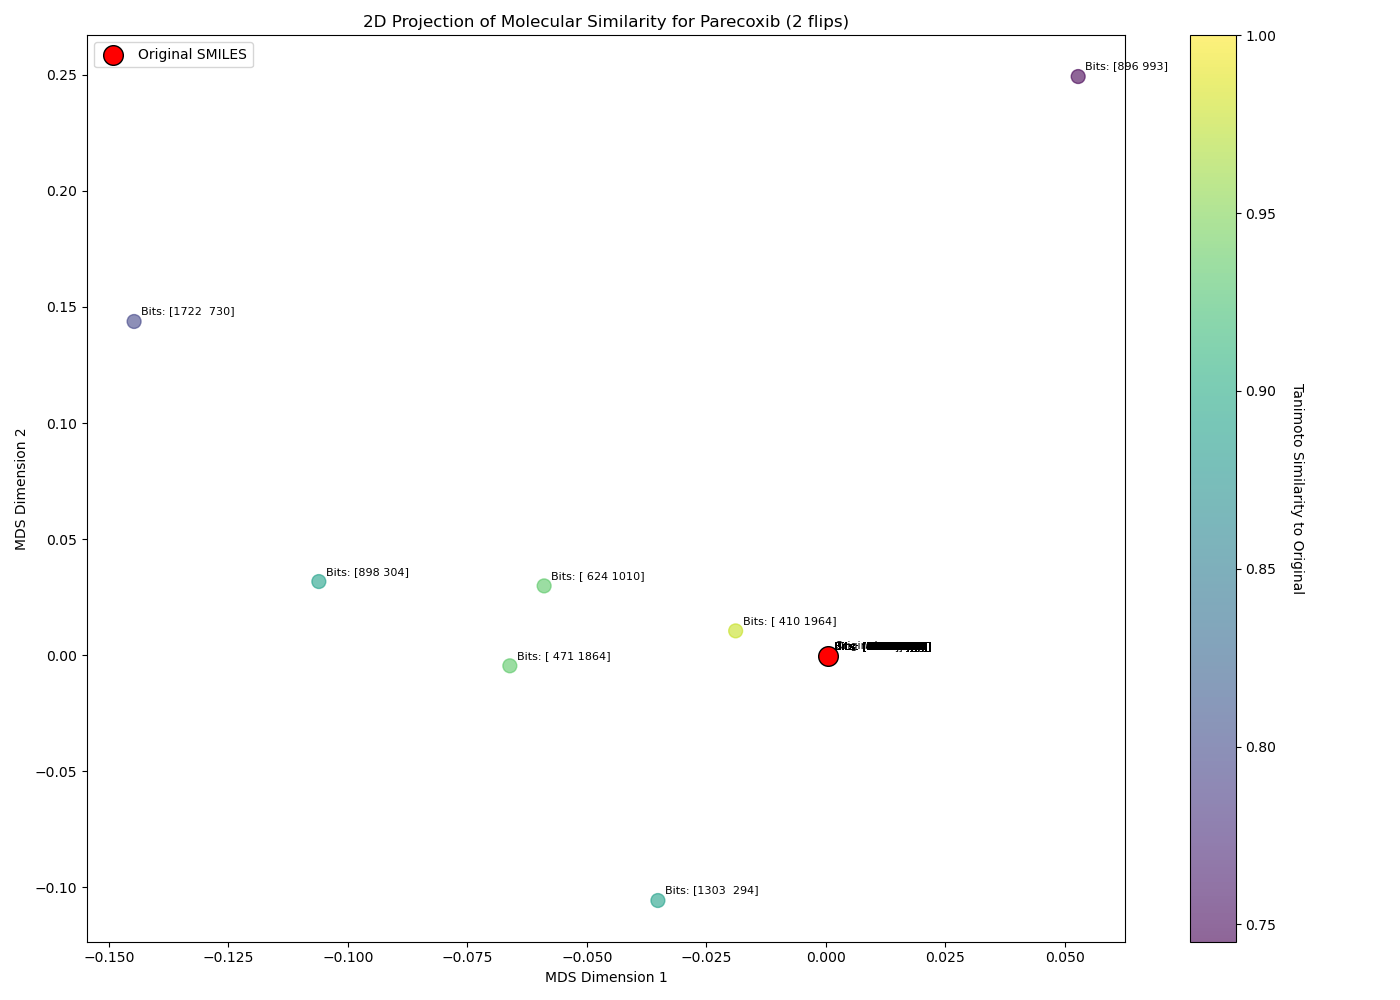 2D Projection of Molecular Similarity for Parecoxib (2 flips)
Original SMILES
1.00
0.25
Bits: [896 993]
0.20
0.95
0.15
Bits: [1722  730]
0.10
0.90
Tanimoto Similarity to Original
MDS Dimension 2
0.05
Bits: [898 304]
Bits: [ 624 1010]
0.85
Bits: [ 410 1964]
0.00
Bits: [ 471 1864]
−0.05
0.80
−0.10
Bits: [1303  294]
0.75
−0.150
−0.125
−0.100
−0.075
−0.050
−0.025
0.000
0.025
0.050
MDS Dimension 1